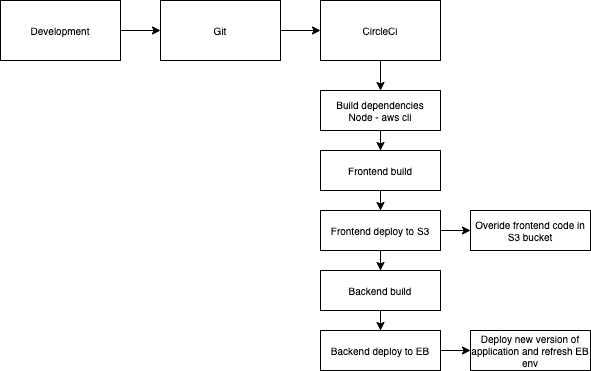 Development
Git
CircleCi
Build dependencies
Node - aws cli
Frontend build
Frontend deploy to S3
Overide frontend code in
S3 bucket
Backend build
Backend deploy to EB
Deploy new version of
application and refresh EB
env